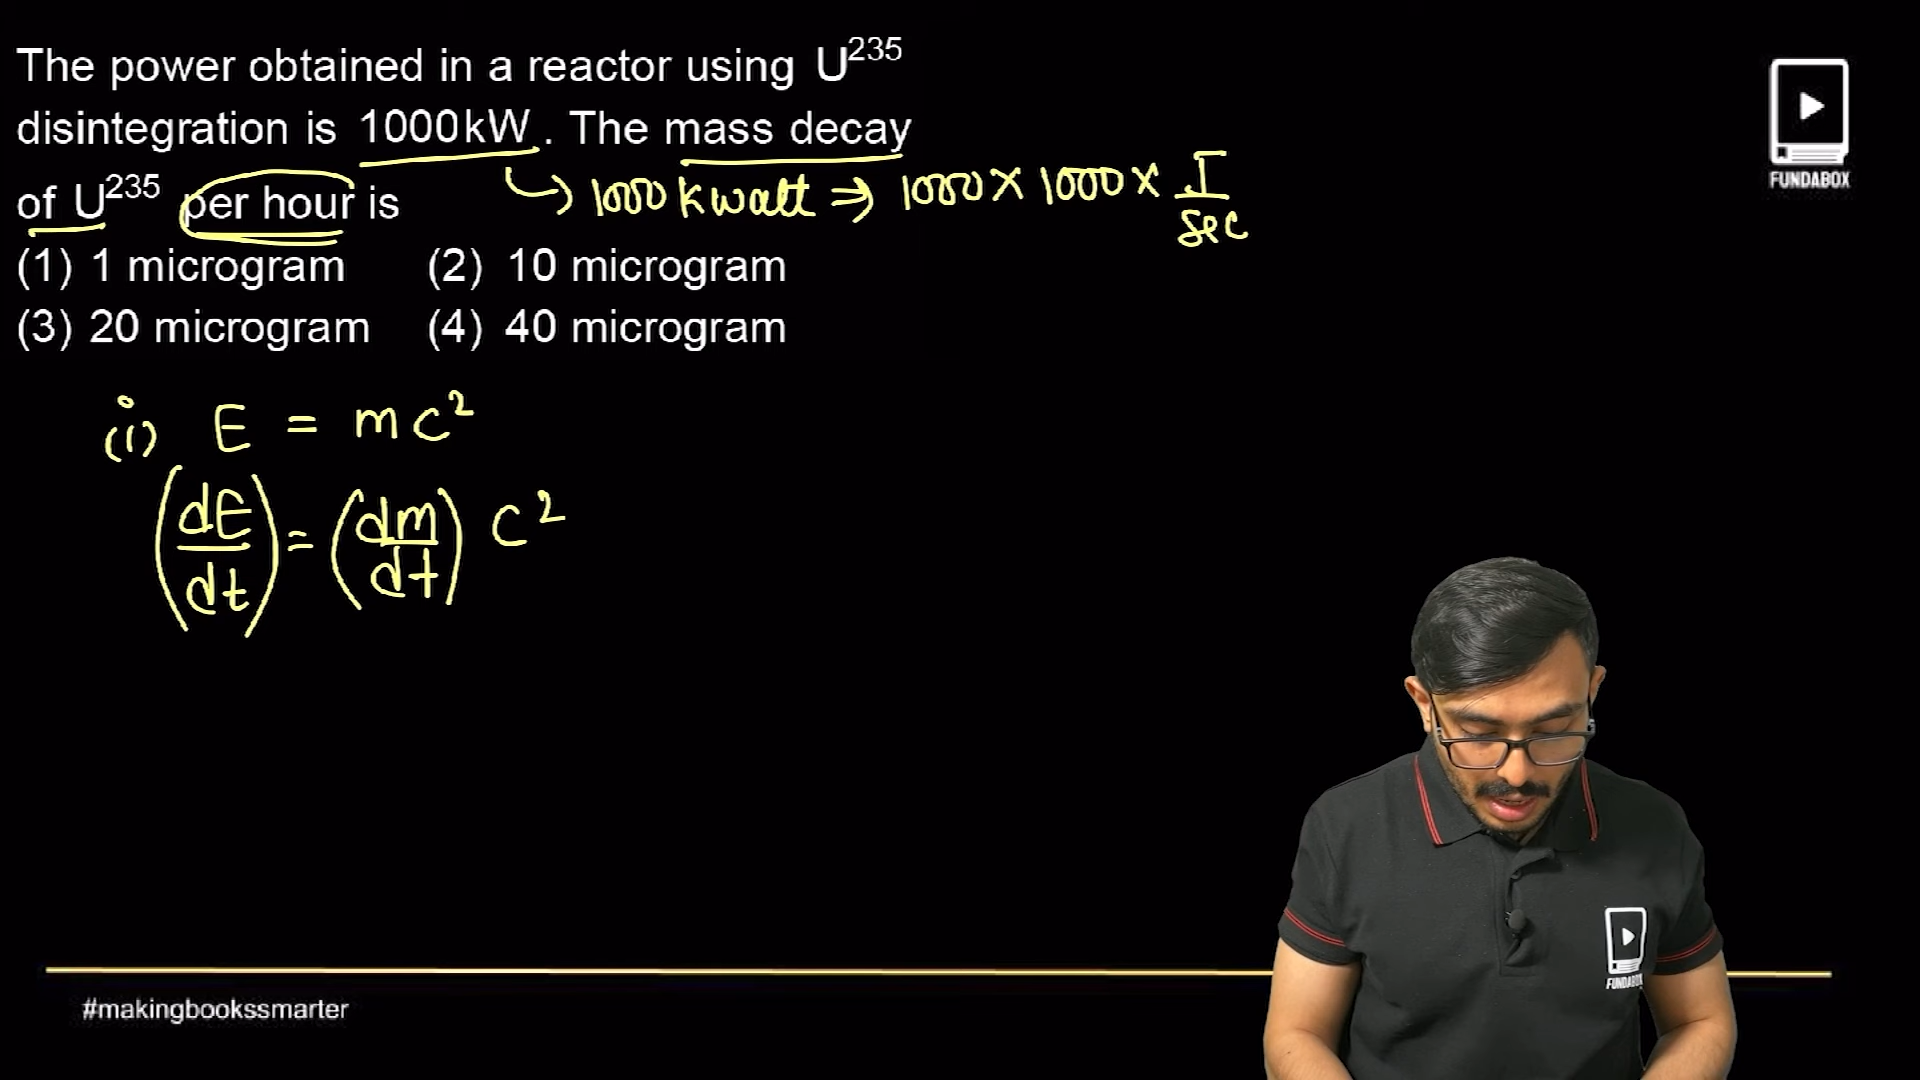 The power obtained in a reactor using U²³⁵
disintegration is 1000kW. The mass decay
of U²³⁵ per hour is
→ 1000 k watt ⇒ 1000 × 1000 × J/sec
(1) 1 microgram (2) 10 microgram
(3) 20 microgram (4) 40 microgram
(i) E = mc²
(dE/dt) = (dm/dt) c²
FUNDABOX
FUNDABOX
#makingbookssmarter